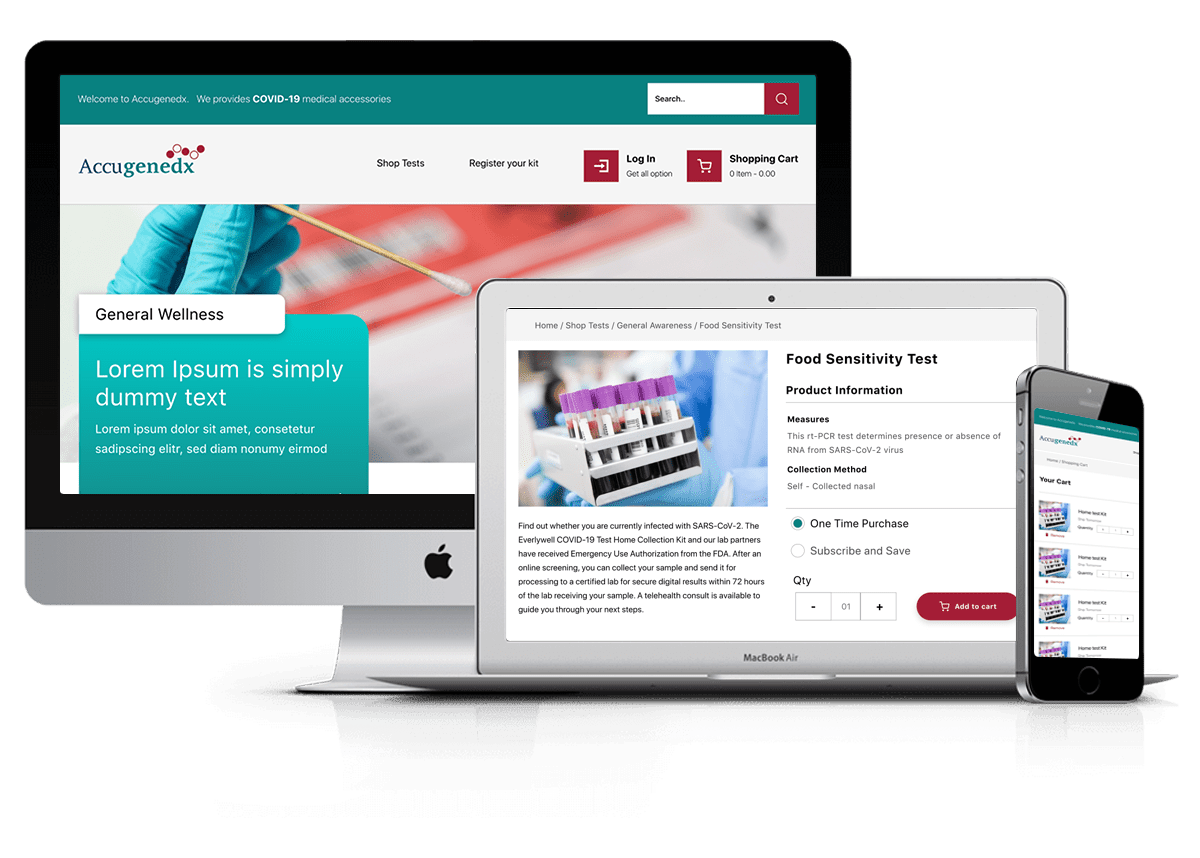 Welcome to Accugenedx. We provides COVID-19 medical accessories
Search..
Accugenedx
Shop Tests
Register your kit
Log In
Get all option
Shopping Cart
0 Item - 0.00
General Wellness
Lorem Ipsum is simply
dummy text
Lorem ipsum dolor sit amet, consetetur
sadipscing elitr, sed diam nonumy eirmod
Home / Shop Tests / General Awareness / Food Sensitivity Test
Find out whether you are currently infected with SARS-CoV-2. The
Everlywell COVID-19 Test Home Collection Kit and our lab partners
have received Emergency Use Authorization from the FDA. After an
online screening, you can collect your sample and send it for
processing to a certified lab for secure digital results within 72 hours
of the lab receiving your sample. A telehealth consult is available to
guide you through your next steps.
Food Sensitivity Test
Product Information
Measures
This rt-PCR test determines presence or absence of
RNA from SARS-CoV-2 virus
Collection Method
Self - Collected nasal
One Time Purchase
Subscribe and Save
Qty
- 01 +
Add to cart
MacBook Air
Accugenedx
Home / Shopping Cart
Your Cart
Home test Kit
Quantity
Remove
Home test Kit
Quantity
Remove
Home test Kit
Quantity
Remove
Home test Kit